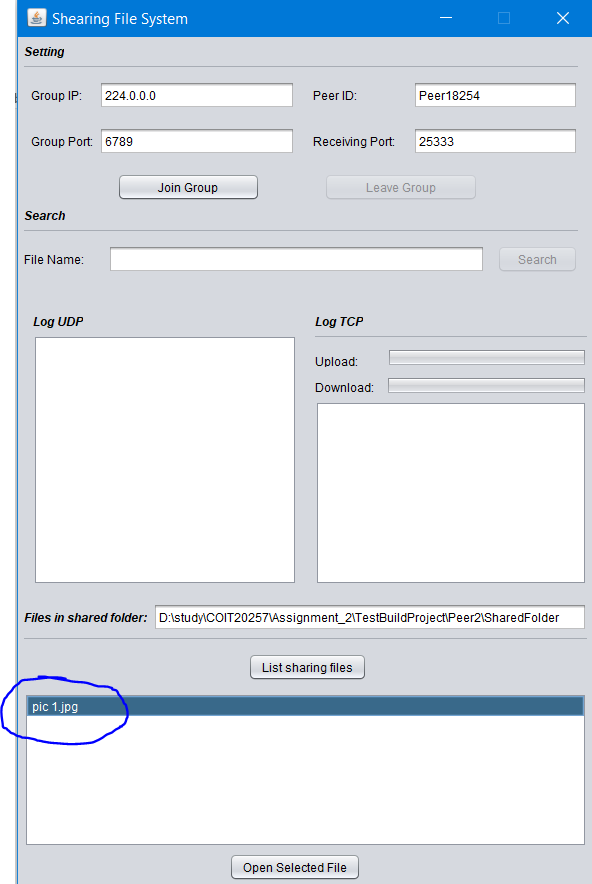 Shearing File System
Setting
Group IP: 224.0.0.0 Peer ID: Peer18254
Group Port: 6789 Receiving Port: 25333
Join Group Leave Group
Search
File Name: Search
Log UDP Log TCP
Upload:
Download:
Files in shared folder: D:\study\COIT20257\Assignment_2\TestBuildProject\Peer2\SharedFolder
List sharing files
pic 1.jpg
Open Selected File